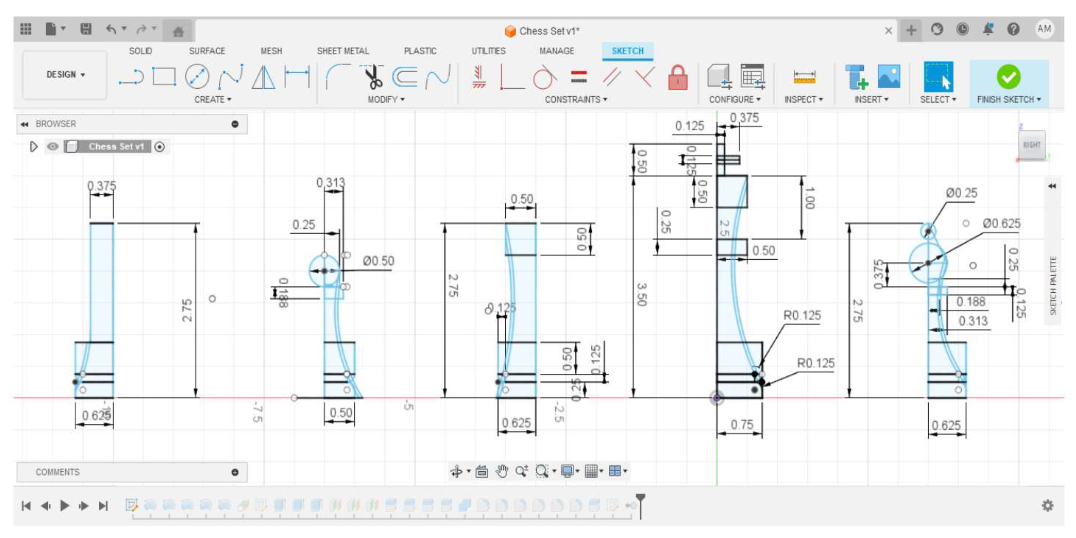 Chess Set v1*
AM
SOLID SURFACE MESH SHEET METAL PLASTIC UTILITIES MANAGE SKETCH
DESIGN
CREATE MODIFY CONSTRAINTS CONFIGURE INSPECT INSERT SELECT FINISH SKETCH
BROWSER
Chess Set v1
RIGHT
SKETCH PALETTE
0.375
2.75
0.625
-7.5
0.313
0.25
Ø0.50
0.188
0.50
-5
0.50
0.50
2.75
0.125
0.50
0.125
0.25
0.625
-2.5
0.125
0.375
0.50
0.125
0.50
1.00
0.25
2.5
0.50
3.50
R0.125
R0.125
0.75
Ø0.25
Ø0.625
0.375
0.25
0.125
0.188
0.313
2.75
0.625
COMMENTS